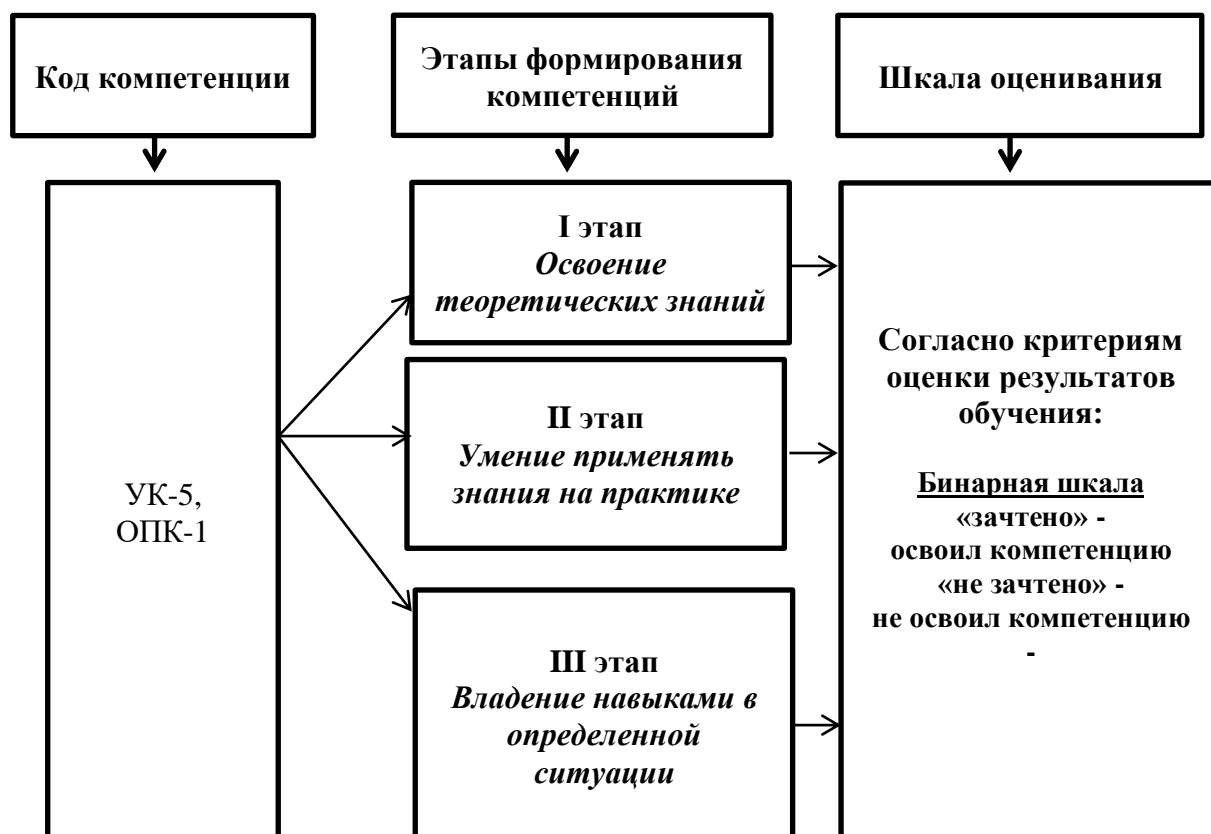 Код компетенции
Этапы формирования
компетенций
Шкала оценивания
УК-5,
ОПК-1
I этап
Освоение
теоретических знаний
II этап
Умение применять
знания на практике
III этап
Владение навыками в
определенной
ситуации
Согласно критериям
оценки результатов
обучения:
Бинарная шкала
«зачтено» -
освоил компетенцию
«не зачтено» -
не освоил компетенцию
-